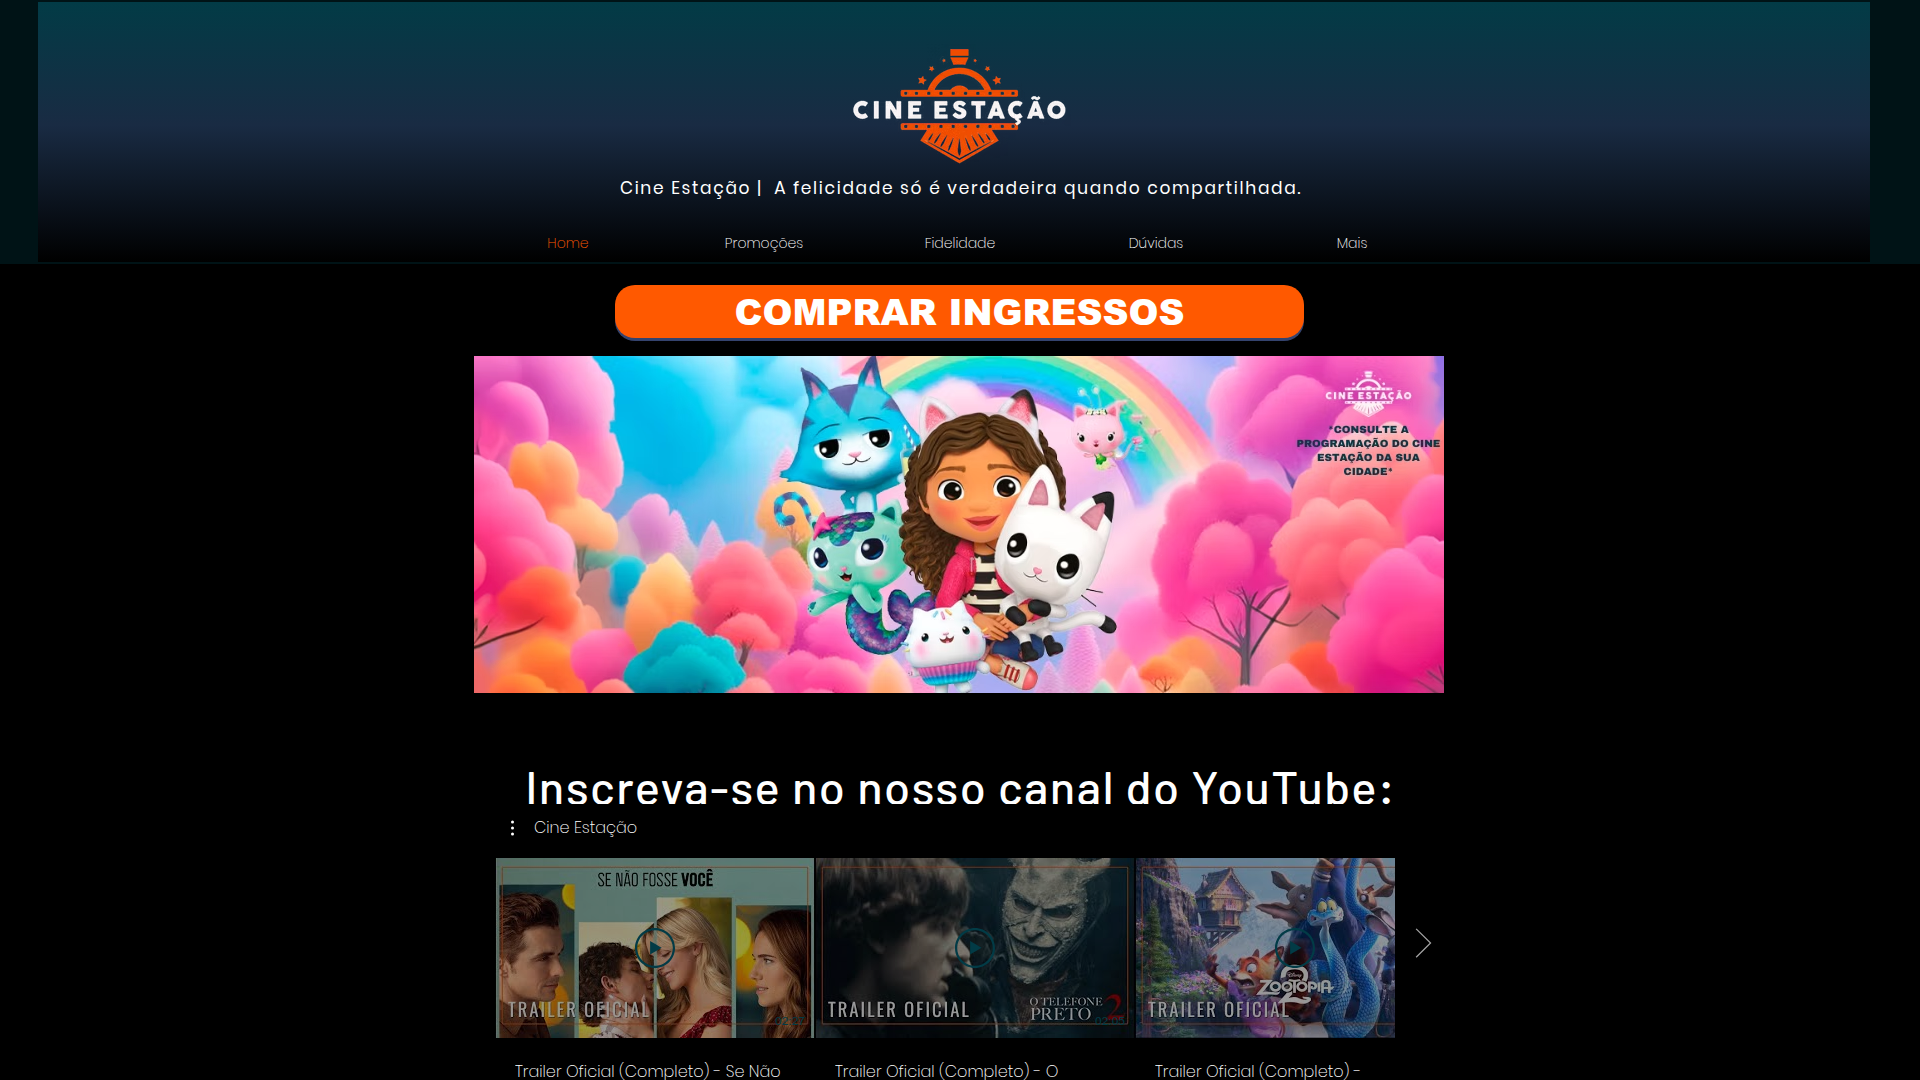 CINE ESTAÇÃO
Cine Estação | A felicidade só é verdadeira quando compartilhada.
Home
Promoções
Fidelidade
Dúvidas
Mais
COMPRAR INGRESSOS
CINE ESTAÇÃO
*CONSULTE A
PROGRAMAÇÃO DO CINE
ESTAÇÃO DA SUA
CIDADE*
Inscreva-se no nosso canal do YouTube:
Cine Estação
SE NÃO FOSSE VOCÊ
TRAILER OFICIAL
O TELEFONE
PRETO 2
TRAILER OFICIAL
Disney
ZOOTOPIA
2
TRAILER OFICIAL
Trailer Oficial (Completo) - Se Não
Trailer Oficial (Completo) - O
Trailer Oficial (Completo) -